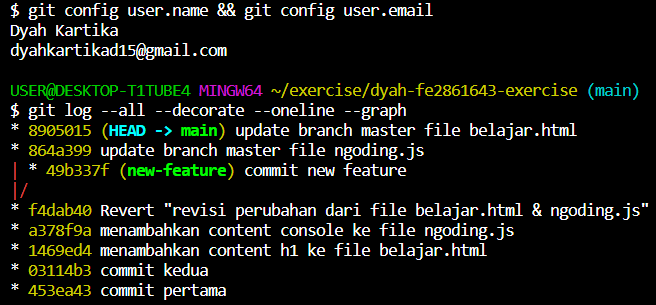 $ git config user.name && git config user.email
Dyah Kartika
dyahkartikad15@gmail.com
USER@DESKTOP-T1TUBE4 MINGW64 ~/exercise/dyah-fe2861643-exercise (main)
$ git log --all --decorate --oneline --graph
* 8905015 (HEAD -> main) update branch master file belajar.html
* 864a399 update branch master file ngoding.js
| * 49b337f (new-feature) commit new feature
|/
* f4dab40 Revert "revisi perubahan dari file belajar.html & ngoding.js"
* a378f9a menambahkan content console ke file ngoding.js
* 1469ed4 menambahkan content h1 ke file belajar.html
* 03114b3 commit kedua
* 453ea43 commit pertama